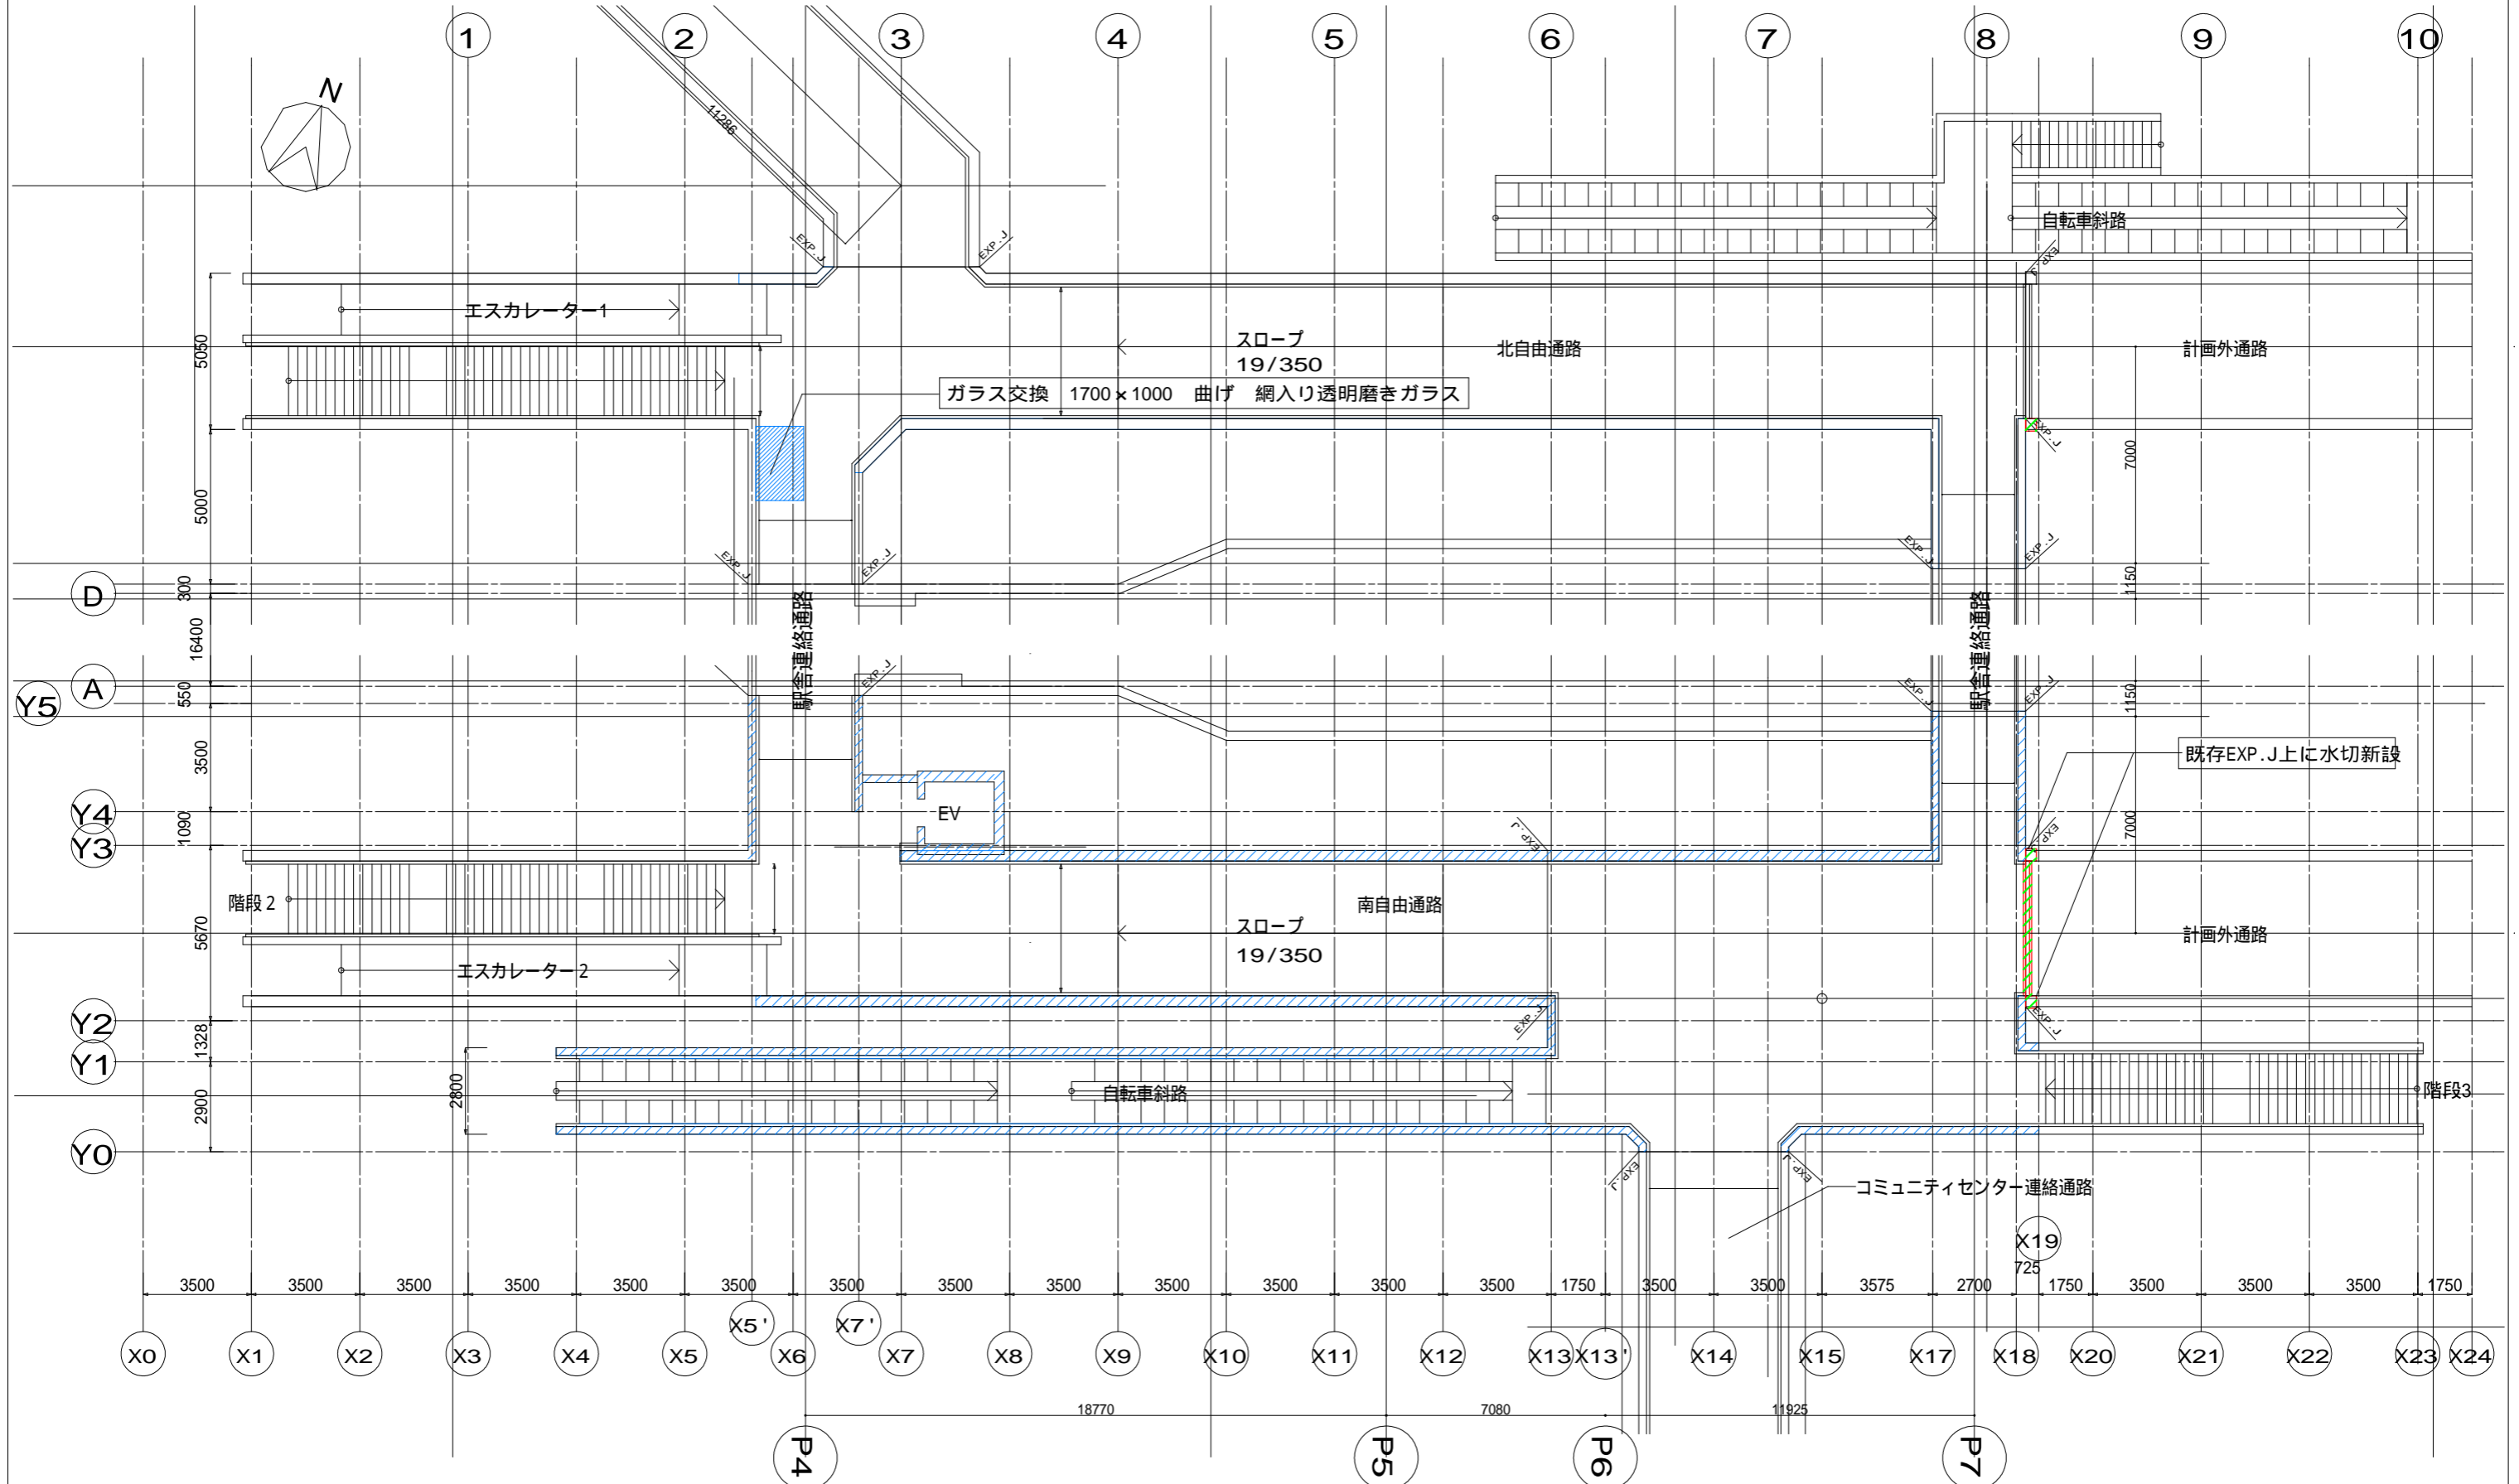 1 2 3 4 5 6 7 8 9 10
N
11286
EXP.J EXP.J
自転車斜路
EXP.J
エスカレーター1
5050
スロープ
19/350
北自由通路
計画外通路
ガラス交換 1700×1000 曲げ 網入り透明磨きガラス
EXP.J
7000
5000
EXP.J EXP.J EXP.J EXP.J
D
300
1150
駅舎連絡通路 駅舎連絡通路
16400
A
EXP.J EXP.J EXP.J
Y5
550
1150
3500
既存EXP.J上に水切新設
Y4
EV
1090
Y3
EXP.J EXP.J
7000
階段2
南自由通路
スロープ
19/350
5670
計画外通路
エスカレーター2
Y2
EXP.J EXP.J
1328
Y1
2800
2900
自転車斜路
階段3
Y0
EXP.J EXP.J
コミュニティセンター連絡通路
X19
725
3500 3500 3500 3500 3500 3500 3500 3500 3500 3500 3500 3500 3500 1750 3500 3500 3575 2700 1750 3500 3500 3500 1750
X5' X7'
X0 X1 X2 X3 X4 X5 X6 X7 X8 X9 X10 X11 X12 X13 X13' X14 X15 X17 X18 X20 X21 X22 X23 X24
18770 7080 11925
P4 P5 P6 P7